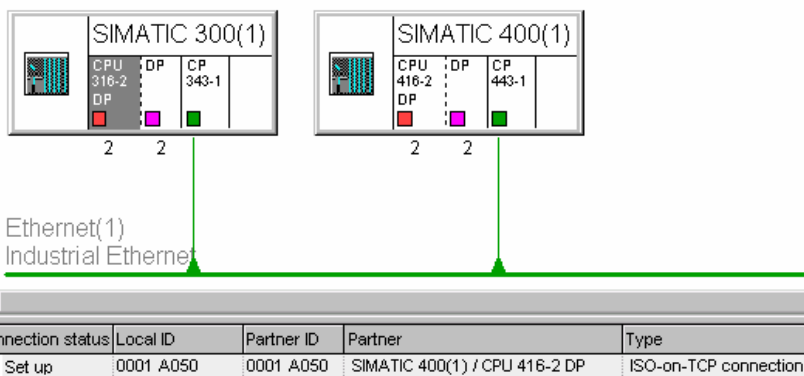 SIMATIC 300(1)
CPU 316-2 DP
DP
CP 343-1
2
2
SIMATIC 400(1)
CPU 416-2 DP
DP
CP 443-1
2
2
Ethernet(1)
Industrial Ethernet
nnection status Local ID Partner ID Partner Type
Set up 0001 A050 0001 A050 SIMATIC 400(1) / CPU 416-2 DP ISO-on-TCP connection